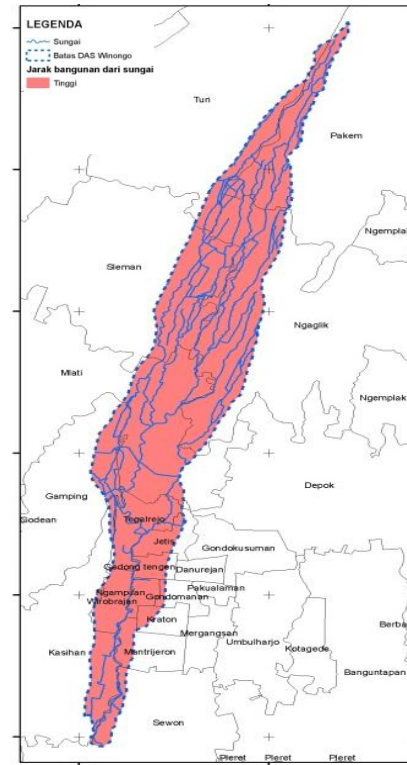 LEGENDA
Sungai
Batas DAS Winongo
Jarak bangunan dari sungai
Tinggi
Turi
Pakem
Ngemplak
Sleman
Ngaglik
Mlati
Ngemplak
Depok
Gamping
Godean
Tegalrejo
Jetis
Gondokusuman
Gedong tengen
Danurejan
Pakualaman
Ngampilan
Wirobrajan
Gondomanan
Kraton
Mergangsan
Umbulharjo
Berba
Kotagede
Kasihan
Mantrijeron
Banguntapan
Sewon
Pleret
Pleret
Pleret